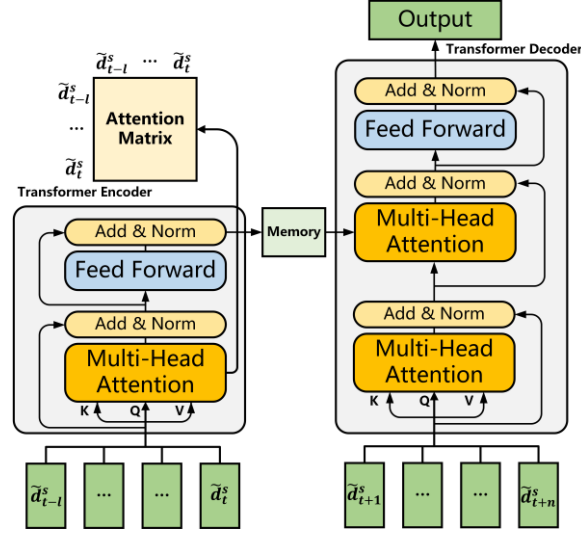 Output
Transformer Decoder
Add & Norm
Feed Forward
Add & Norm
Multi-Head
Attention
Add & Norm
Multi-Head
Attention
K Q V
d̃ˢₜ₊₁ ... ... d̃ˢₜ₊ₙ
d̃ˢₜ₋ₗ ... d̃ˢₜ
d̃ˢₜ₋ₗ
...
d̃ˢₜ
Attention
Matrix
Transformer Encoder
Add & Norm
Feed Forward
Add & Norm
Multi-Head
Attention
K Q V
d̃ˢₜ₋ₗ ... ... d̃ˢₜ
Memory